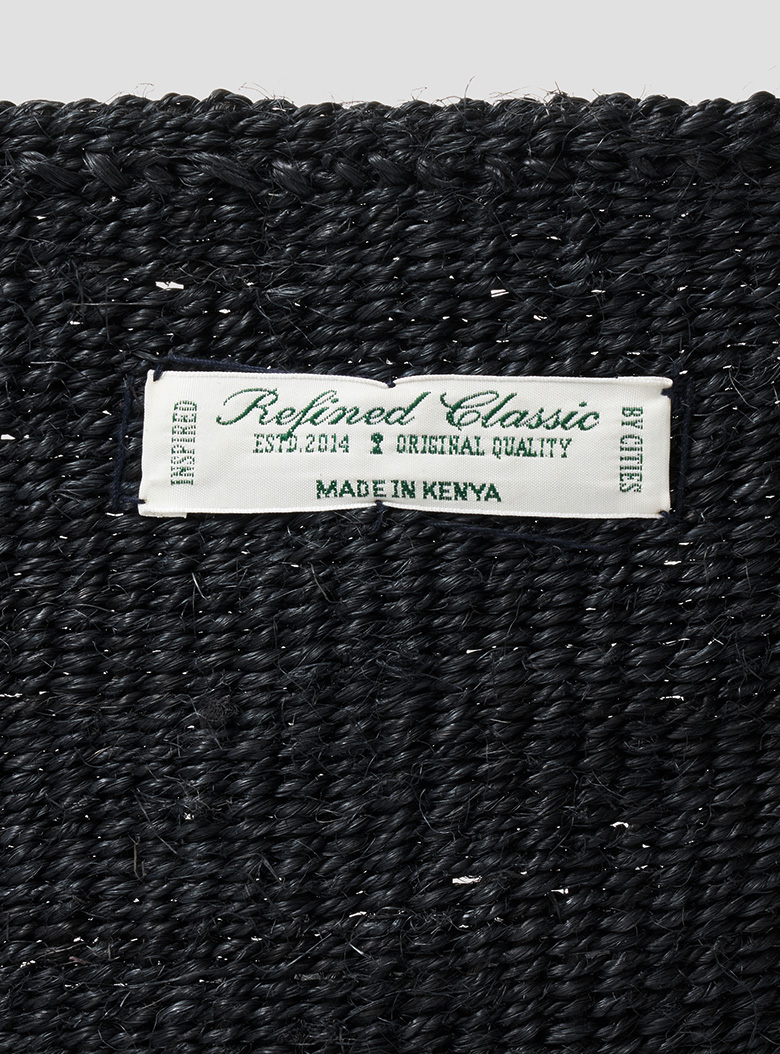 INSPIRED
Refined Classic
ESTD.2014 ORIGINAL QUALITY
MADE IN KENYA
BY CITIES